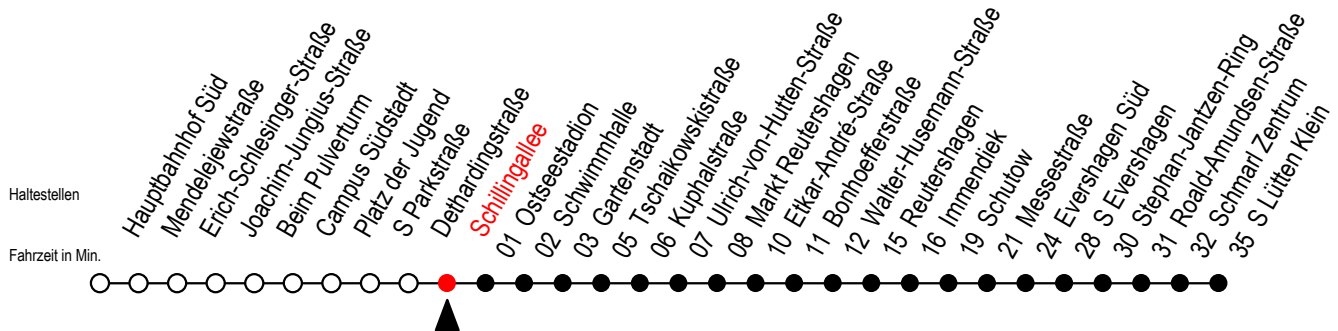 Haltestellen
Fahrzeit in Min.
Hauptbahnhof Süd
Mendelejewstraße
Erich-Schlesinger-Straße
Joachim-Jungius-Straße
Beim Pulverturm
Campus Südstadt
Platz der Jugend
S Parkstraße
Dethardingstraße
Schillingallee
01 Ostseestadion
02 Schwimmhalle
03 Gartenstadt
05 Tschaikowskistraße
06 Kuphalstraße
07 Ulrich-von-Hutten-Straße
08 Markt Reutershagen
10 Etkar-André-Straße
11 Bonhoefferstraße
12 Walter-Husemann-Straße
15 Reutershagen
16 Immendiek
19 Schutow
21 Messestraße
24 Evershagen Süd
28 S Evershagen
30 Stephan-Jantzen-Ring
31 Roald-Amundsen-Straße
32 Schmarl Zentrum
35 S Lütten Klein